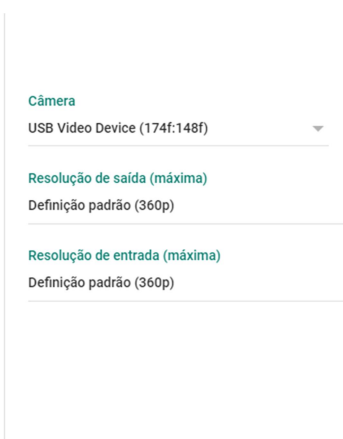 Câmera
USB Video Device (174f:148f)
Resolução de saída (máxima)
Definição padrão (360p)
Resolução de entrada (máxima)
Definição padrão (360p)